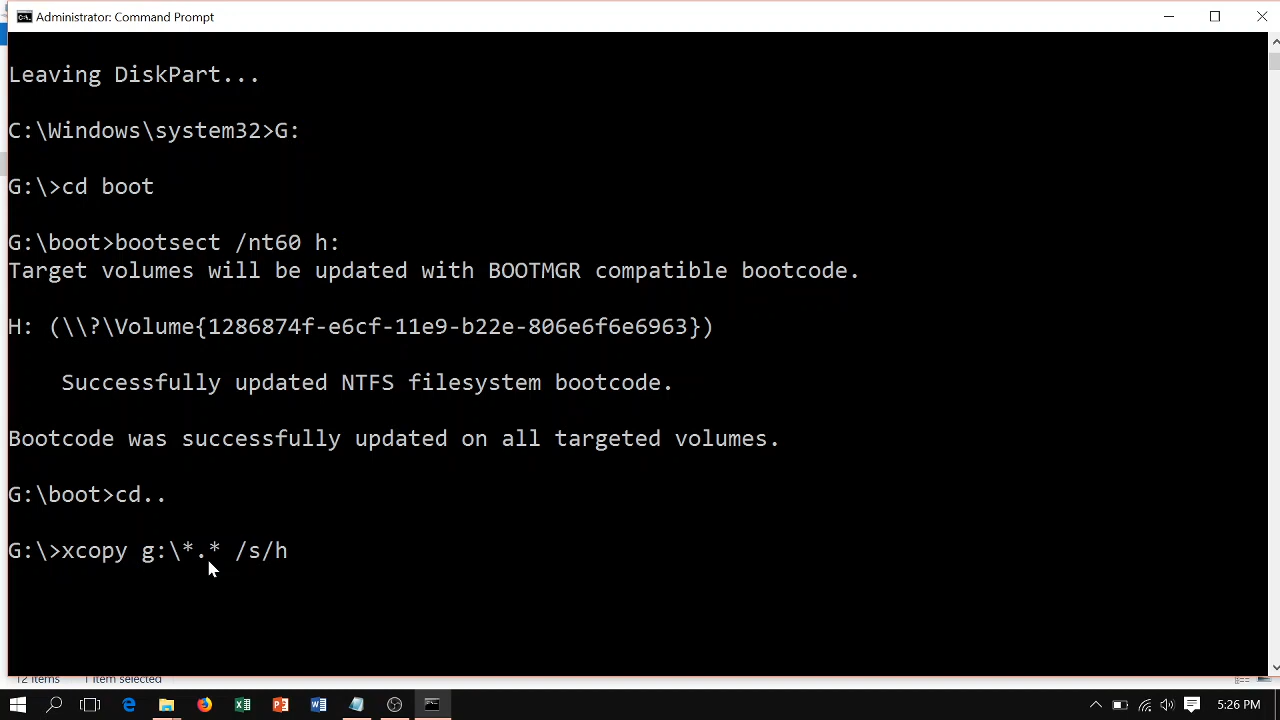 Administrator: Command Prompt
Leaving DiskPart...
C:\Windows\system32>G:
G:\>cd boot
G:\boot>bootsect /nt60 h:
Target volumes will be updated with BOOTMGR compatible bootcode.
H: (\\?\Volume{1286874f-e6cf-11e9-b22e-806e6f6e6963})
Successfully updated NTFS filesystem bootcode.
Bootcode was successfully updated on all targeted volumes.
G:\boot>cd..
G:\>xcopy g:\*.* /s/h
12 items 1 item selected
5:26 PM